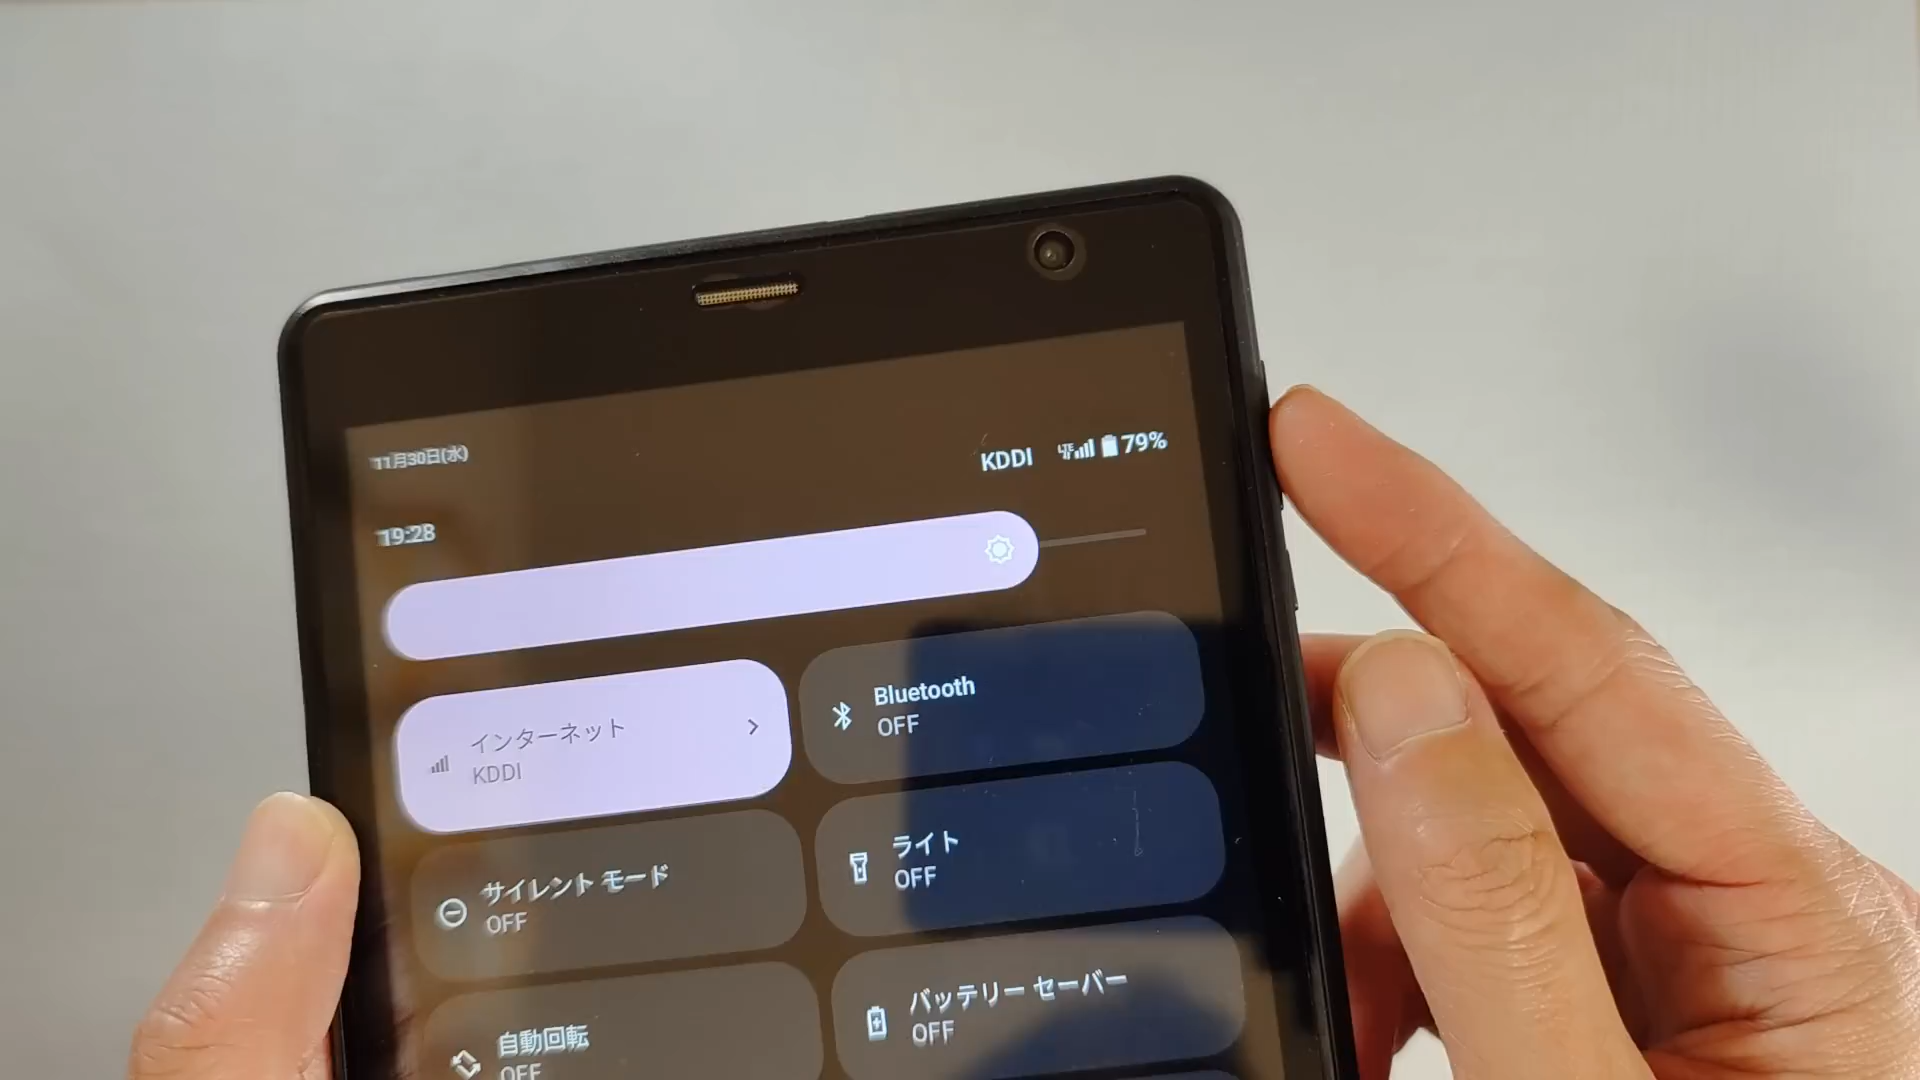 11月30日(水)
KDDI LTE 79%
19:28
インターネット
KDDI
Bluetooth
OFF
サイレント モード
OFF
ライト
OFF
自動回転
OFF
バッテリー セーバー
OFF